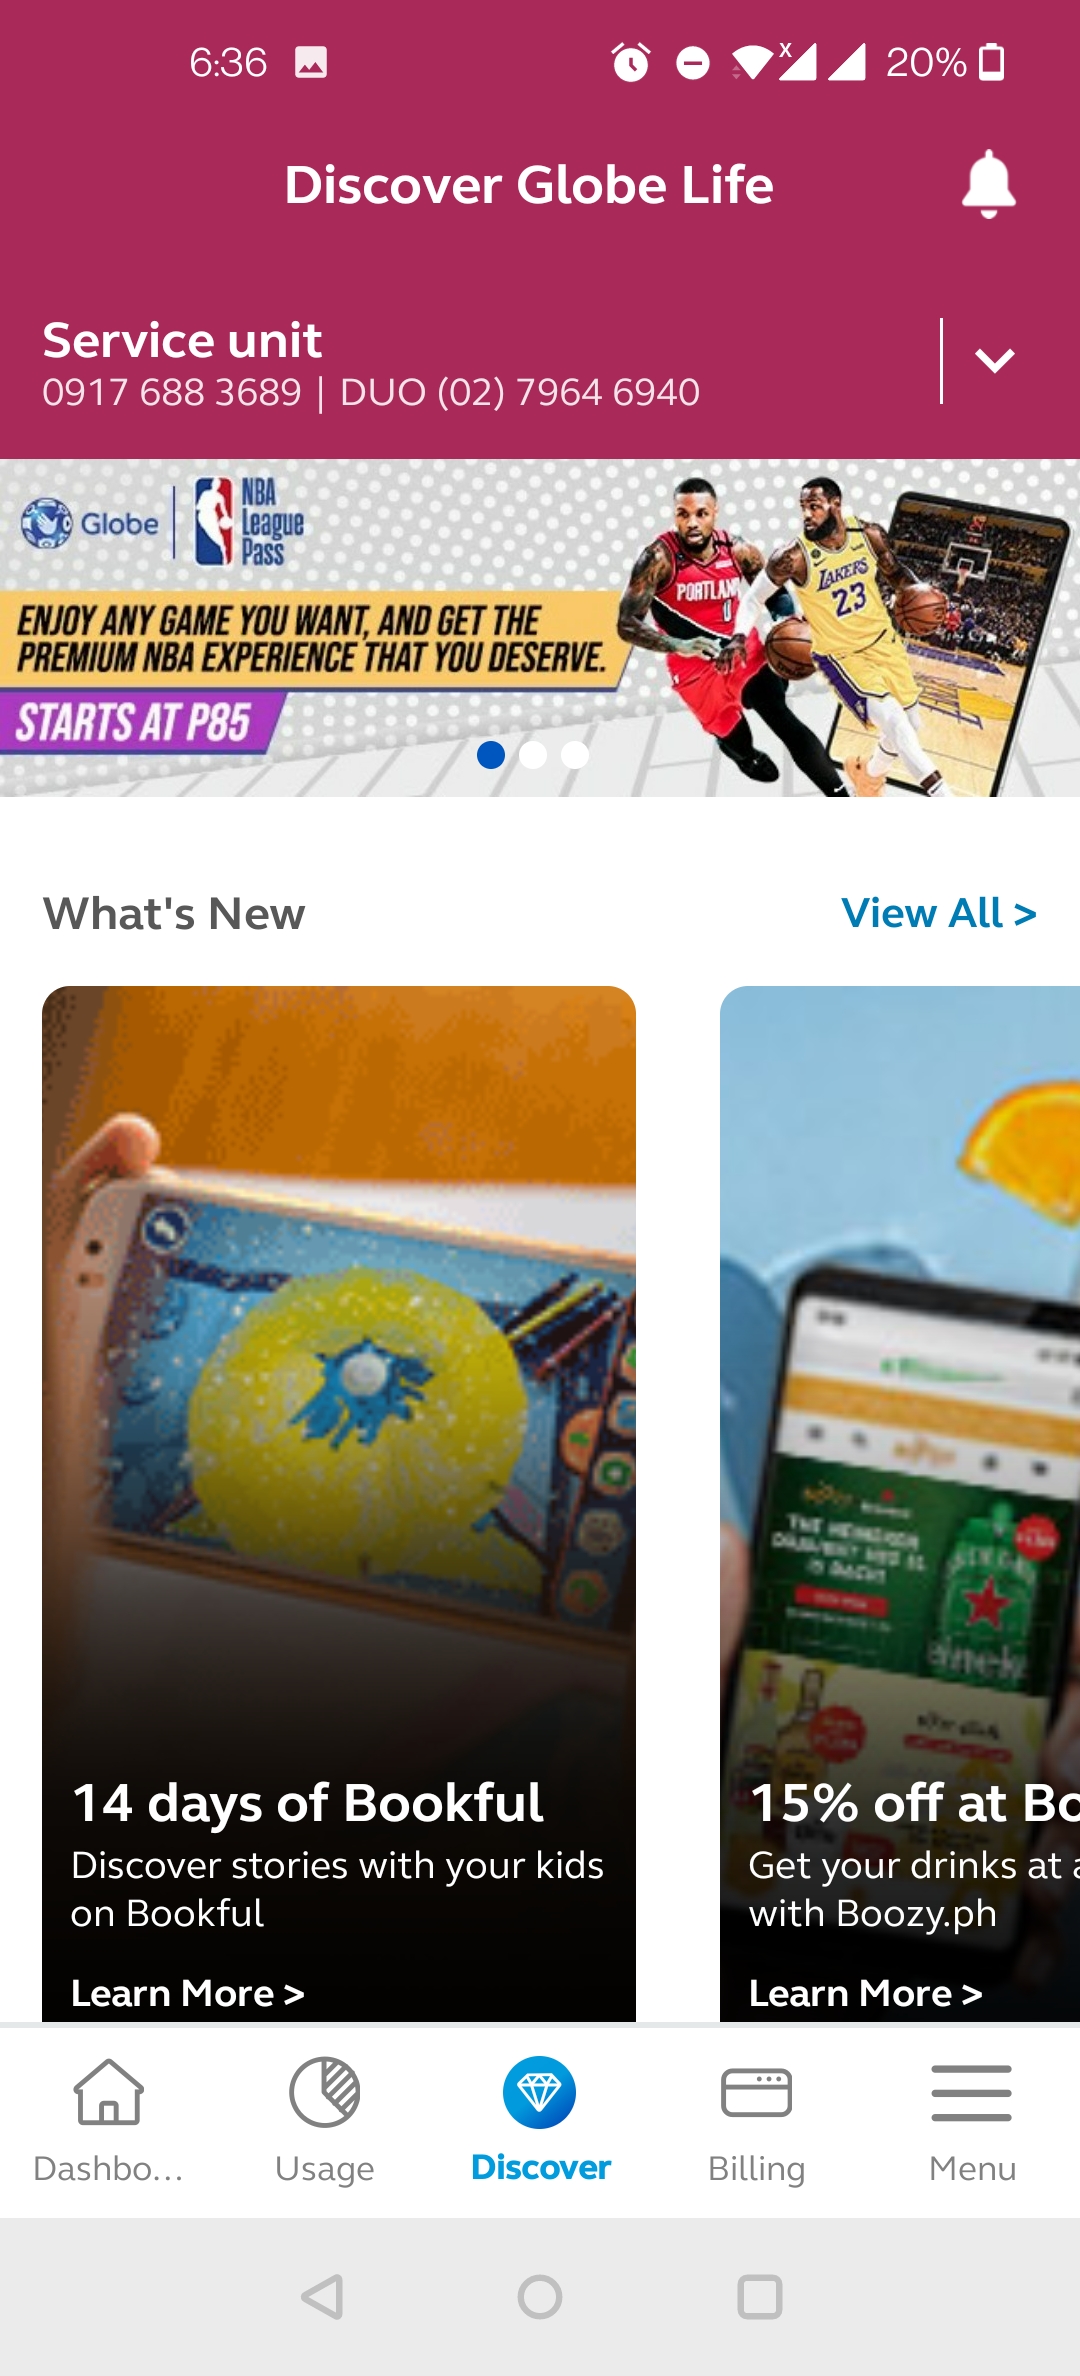 6:36
20%
Discover Globe Life
Service unit
0917 688 3689 | DUO (02) 7964 6940
Globe
NBA
League
Pass
ENJOY ANY GAME YOU WANT, AND GET THE
PREMIUM NBA EXPERIENCE THAT YOU DESERVE.
STARTS AT P85
PORTLAND
0
LAKERS
23
What's New
View All >
14 days of Bookful
Discover stories with your kids
on Bookful
Learn More >
15% off at Bo
Get your drinks at a
with Boozy.ph
Learn More >
Dashbo...
Usage
Discover
Billing
Menu